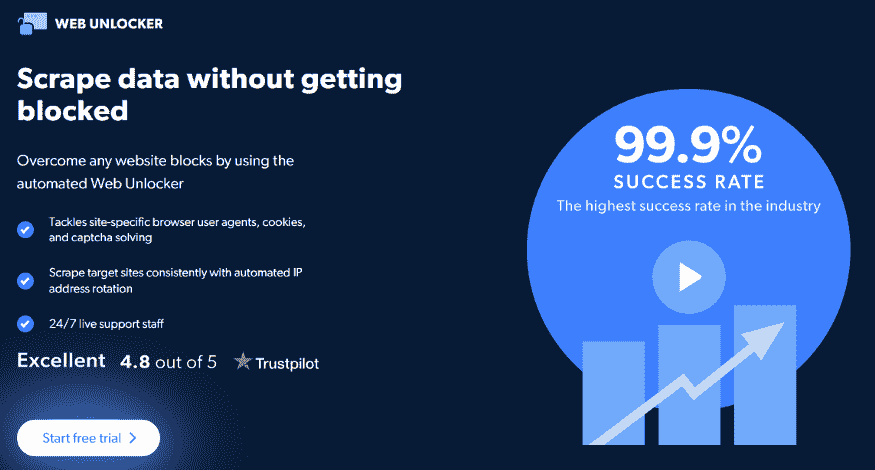 WEB UNLOCKER
Scrape data without getting
blocked
Overcome any website blocks by using the
automated Web Unlocker
Tackles site-specific browser user agents, cookies,
and captcha solving
Scrape target sites consistently with automated IP
address rotation
24/7 live support staff
Excellent 4.8 out of 5 Trustpilot
Start free trial
99.9%
SUCCESS RATE
The highest success rate in the industry